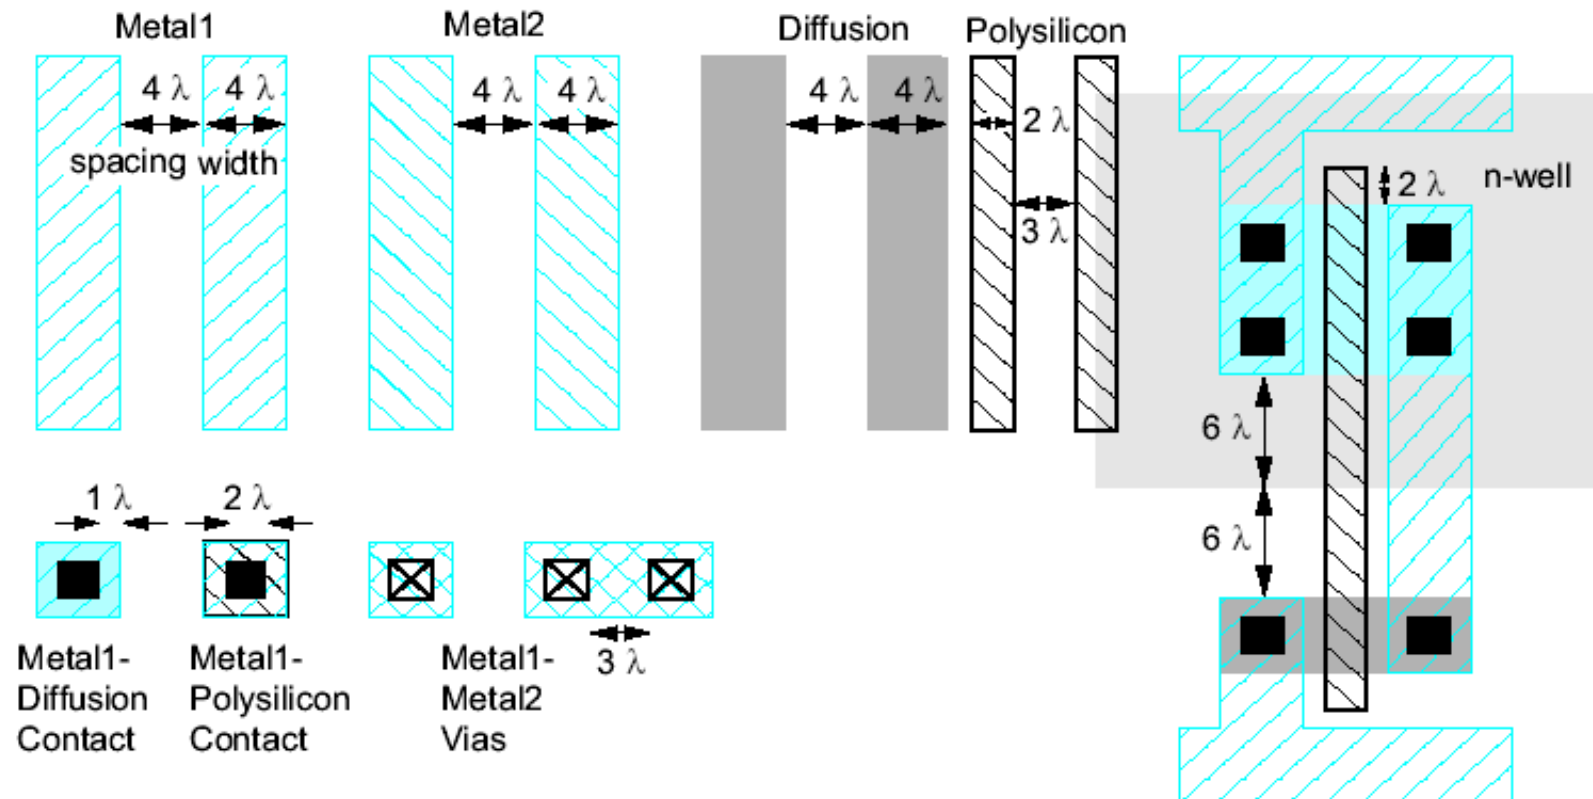 Metal1
Metal2
Diffusion
Polysilicon
4 λ 4 λ
spacing width
4 λ 4 λ
4 λ 4 λ
2 λ
3 λ
2 λ
n-well
6 λ
6 λ
1 λ
2 λ
3 λ
Metal1-
Diffusion
Contact
Metal1-
Polysilicon
Contact
Metal1-
Metal2
Vias